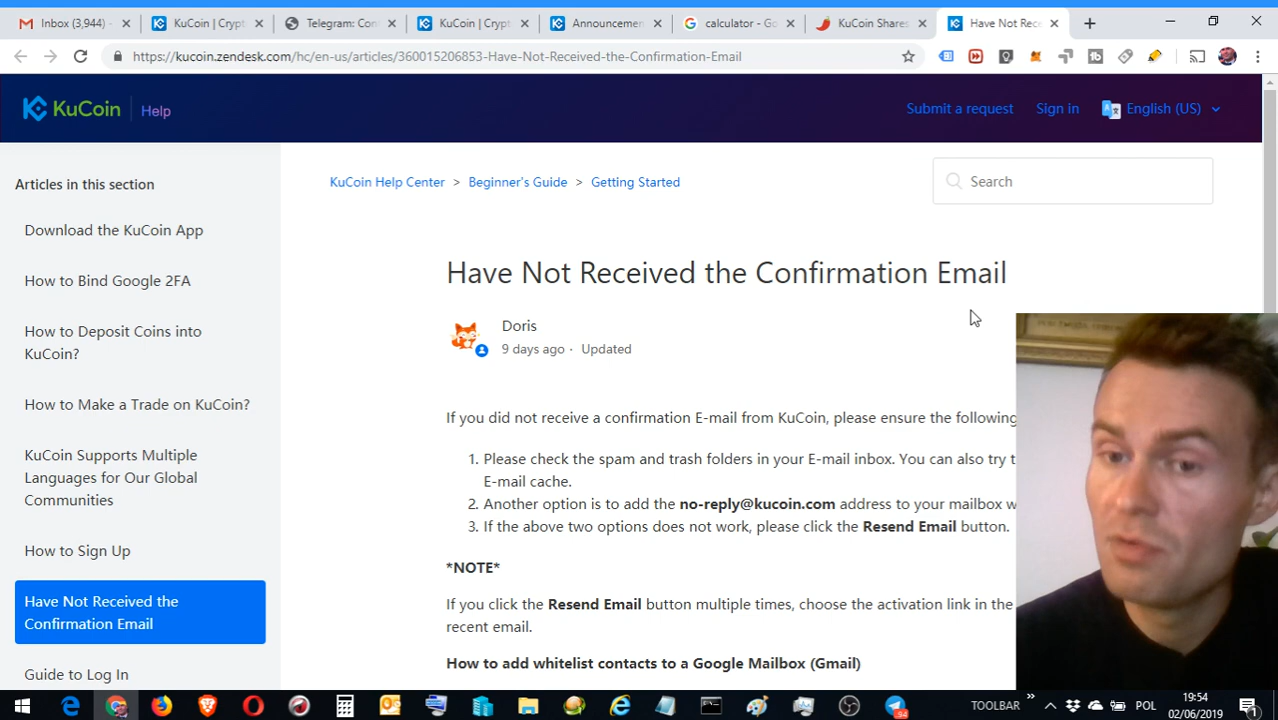 Inbox (3,944)
KuCoin | Crypt
Telegram: Con
KuCoin | Crypt
Announcemen
calculator - Go
KuCoin Shares
Have Not Rece
https://kucoin.zendesk.com/hc/en-us/articles/360015206853-Have-Not-Received-the-Confirmation-Email
KuCoin Help
Submit a request
Sign in
English (US)
Articles in this section
Download the KuCoin App
How to Bind Google 2FA
How to Deposit Coins into
KuCoin?
How to Make a Trade on KuCoin?
KuCoin Supports Multiple
Languages for Our Global
Communities
How to Sign Up
Have Not Received the
Confirmation Email
Guide to Log In
KuCoin Help Center > Beginner's Guide > Getting Started
Search
Have Not Received the Confirmation Email
Doris
9 days ago · Updated
If you did not receive a confirmation E-mail from KuCoin, please ensure the following
1. Please check the spam and trash folders in your E-mail inbox. You can also try t
E-mail cache.
2. Another option is to add the no-reply@kucoin.com address to your mailbox w
3. If the above two options does not work, please click the Resend Email button.
*NOTE*
If you click the Resend Email button multiple times, choose the activation link in the
recent email.
How to add whitelist contacts to a Google Mailbox (Gmail)
94
TOOLBAR
»
POL
19:54
02/06/2019
1